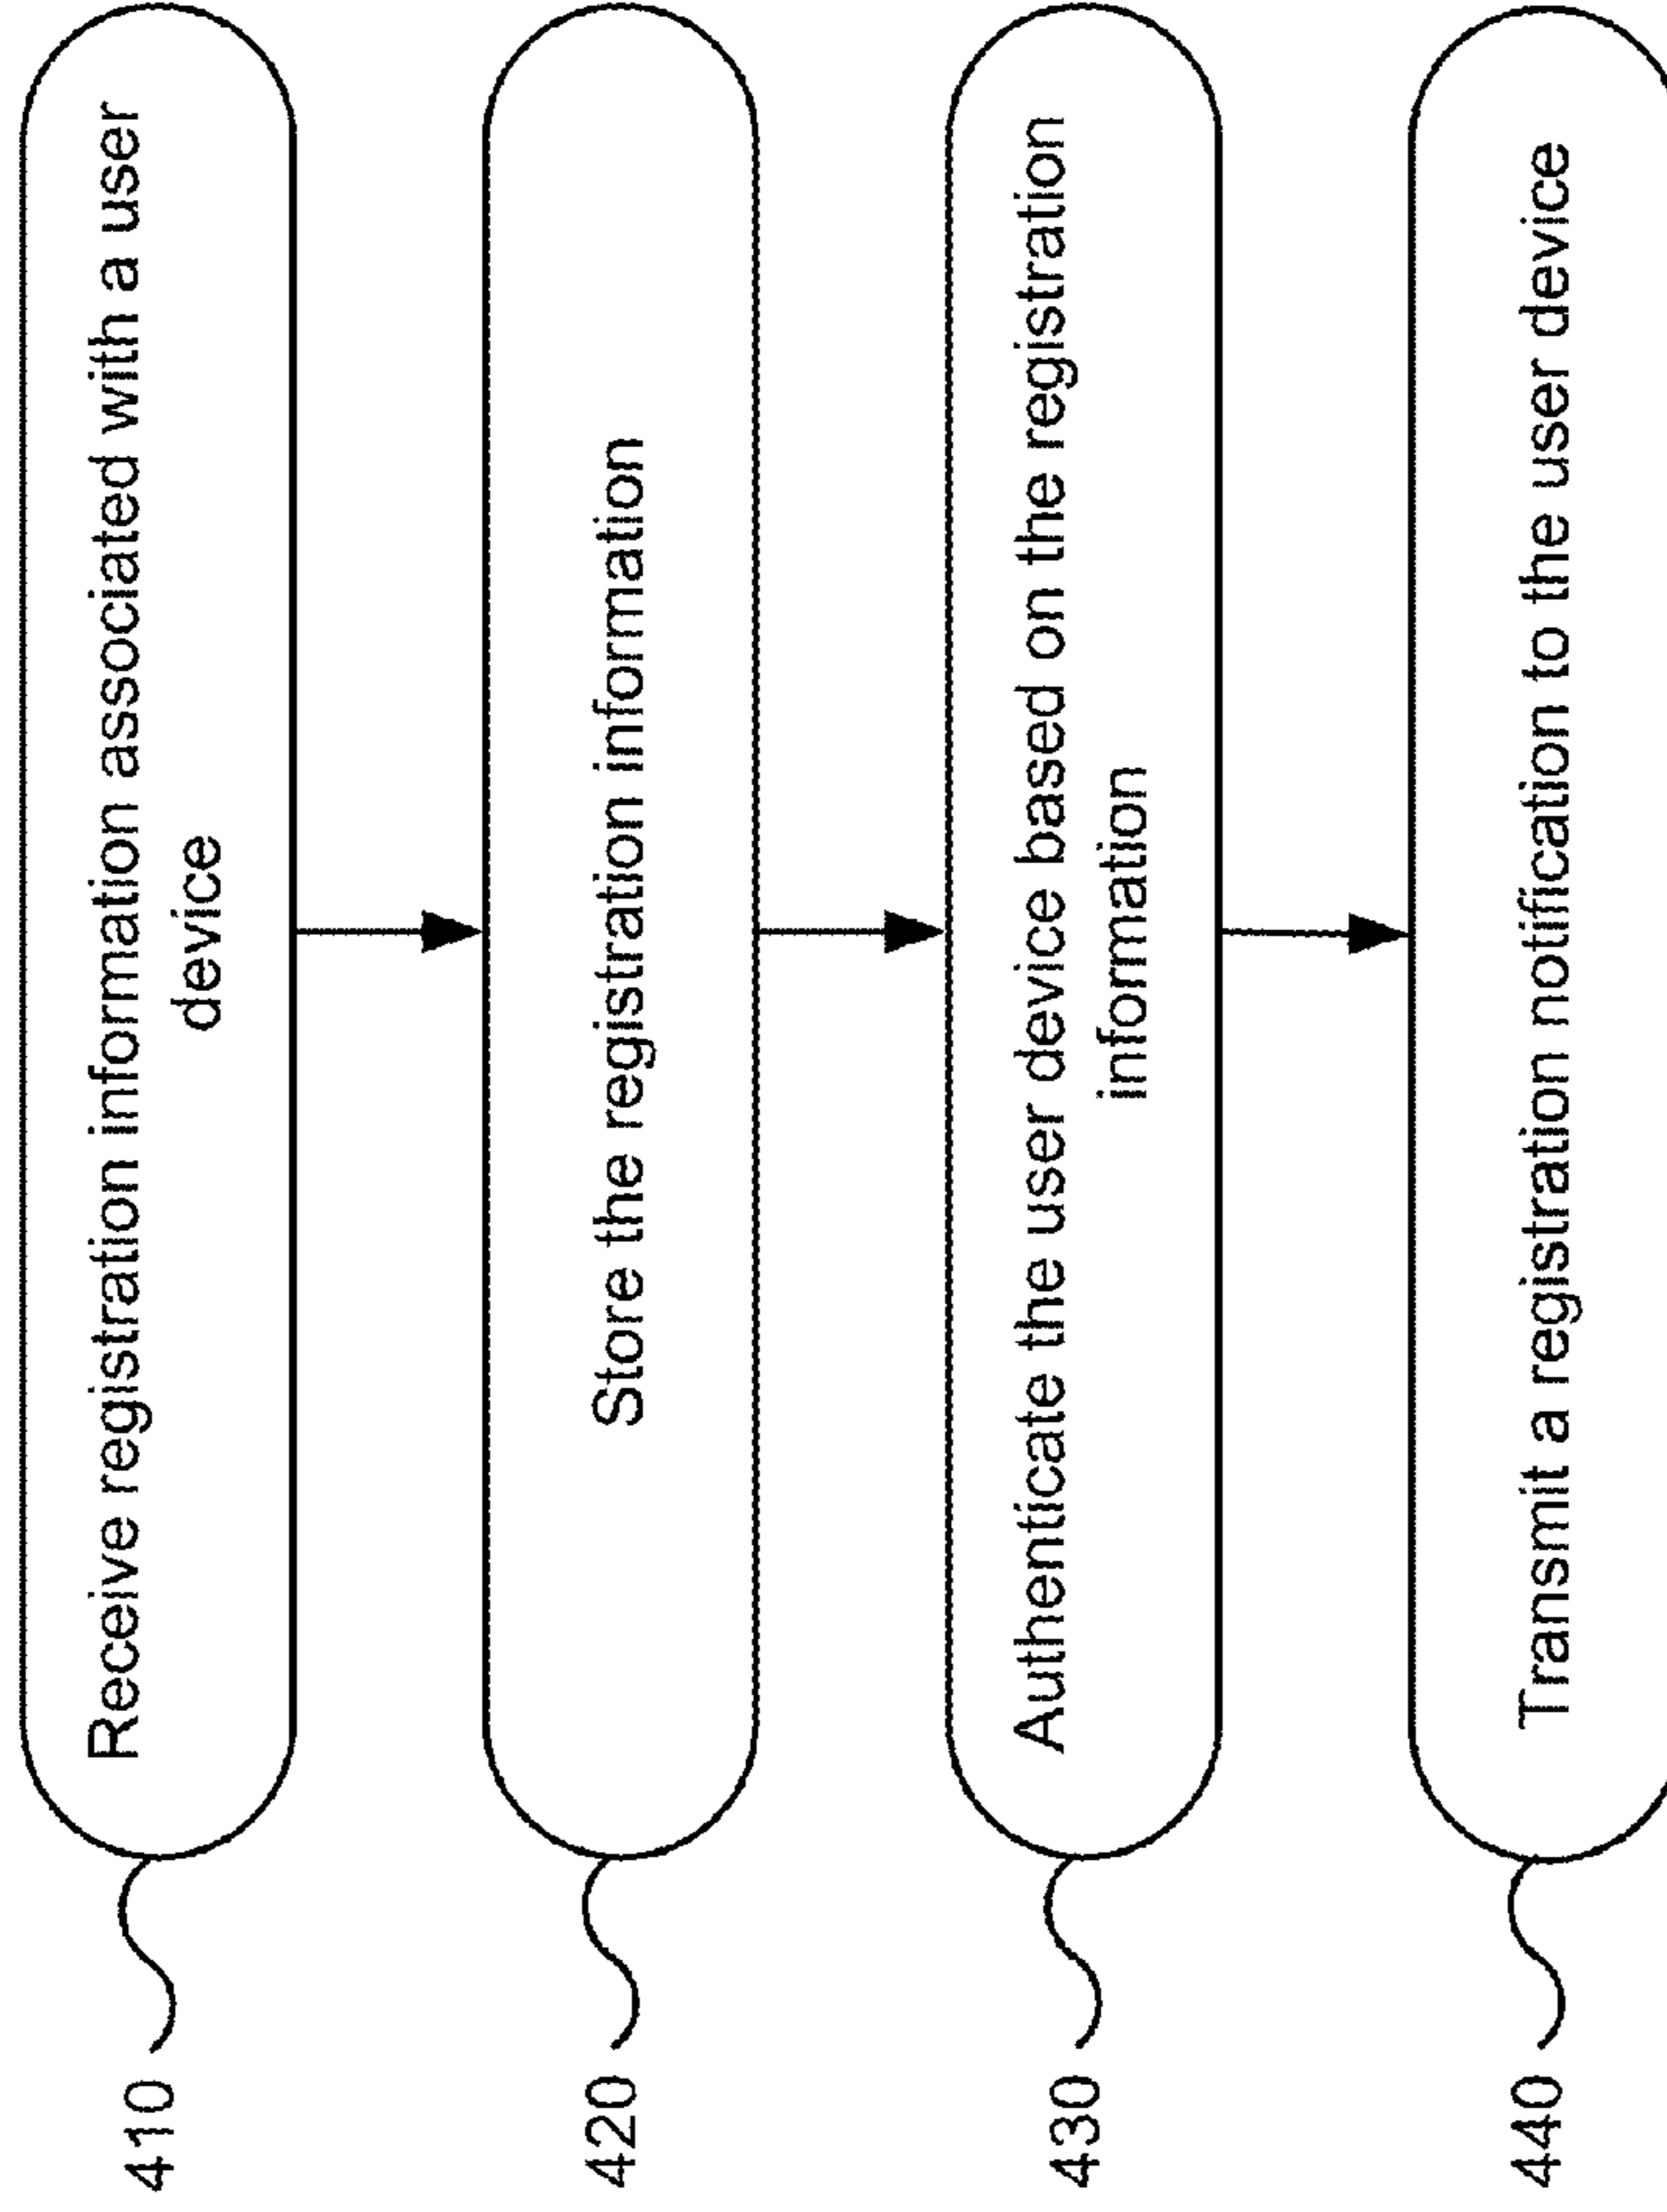 410
Receive registration information associated with a user
device
420
Store the registration information
430
Authenticate the user device based on the registration
information
440
Transmit a registration notification to the user device